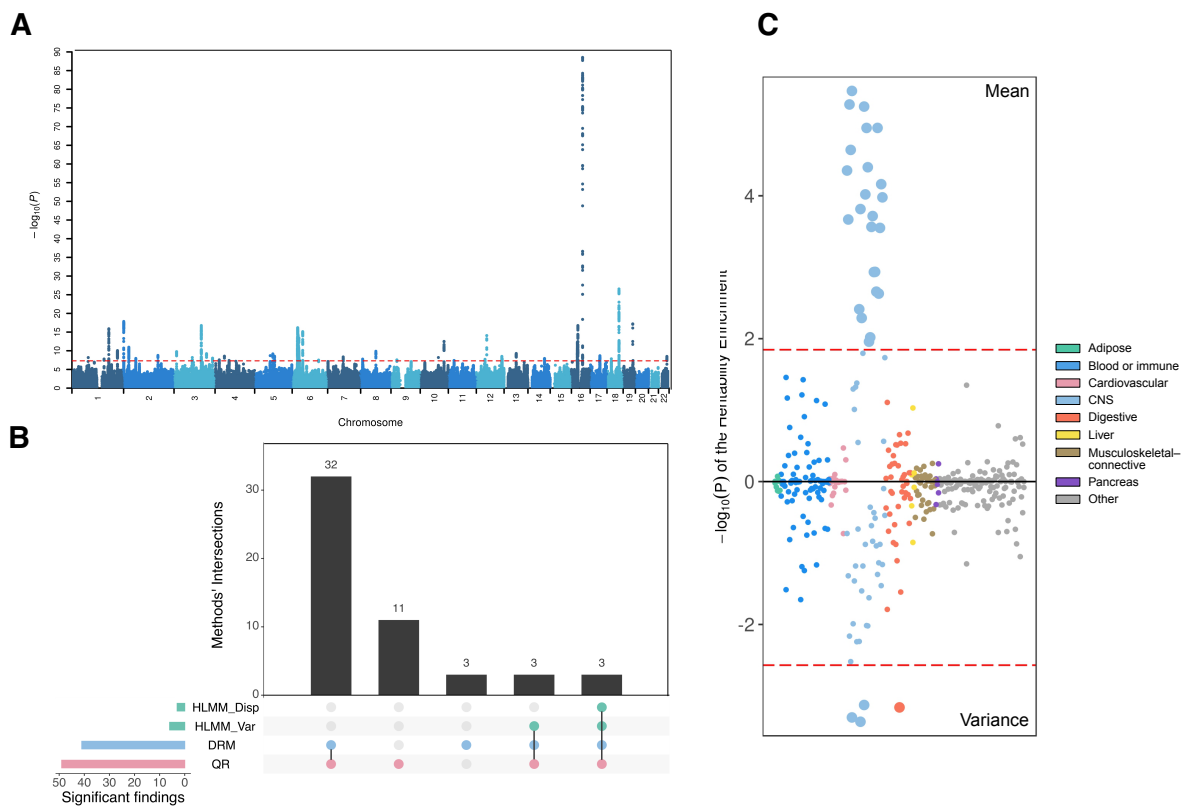 A
90
85
80
75
70
65
60
55
50
45
40
35
30
25
20
15
10
5
0
− log10(P)
1 2 3 4 5 6 7 8 9 10 11 12 13 14 15 16 17 18 19 20 21 22
Chromosome
B
Methods' Intersections
30
20
10
0
32 11 3 3 3
HLMM_Disp
HLMM_Var
DRM
QR
50 40 30 20 10 0
Significant findings
C
Mean
−log10(P) of the Heritability Enrichment
4
2
0
-2
Variance
Adipose
Blood or immune
Cardiovascular
CNS
Digestive
Liver
Musculoskeletal−
connective
Pancreas
Other